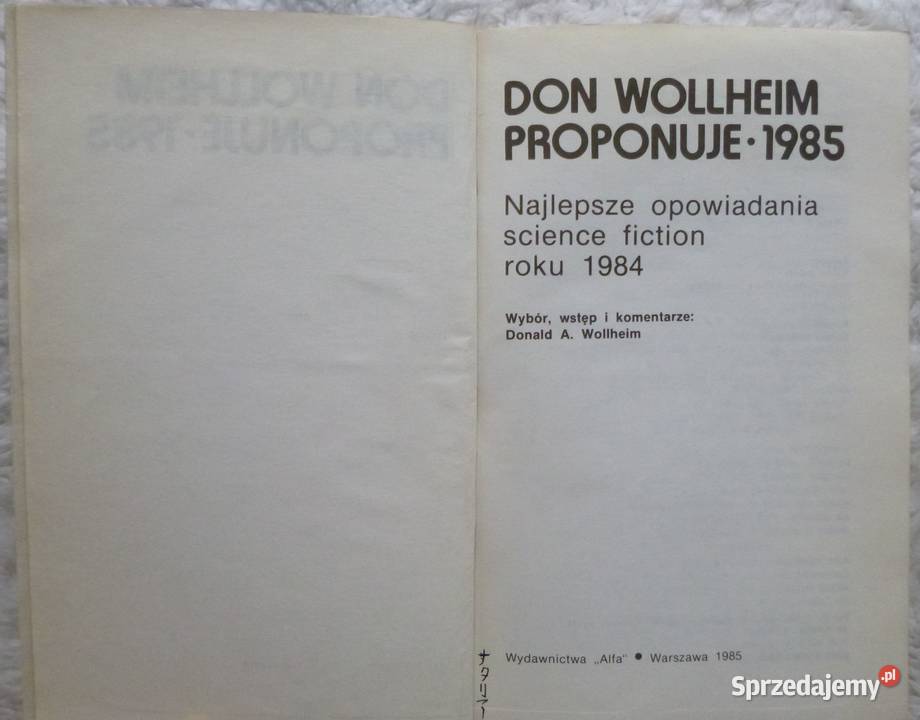 DON WOLLHEIM
PROPONUJE·1985
Najlepsze opowiadania
science fiction
roku 1984
Wybór, wstęp i komentarze:
Donald A. Wollheim
Wydawnictwa „Alfa" ● Warszawa 1985
ナタリアー
Sprzedajemy.pl